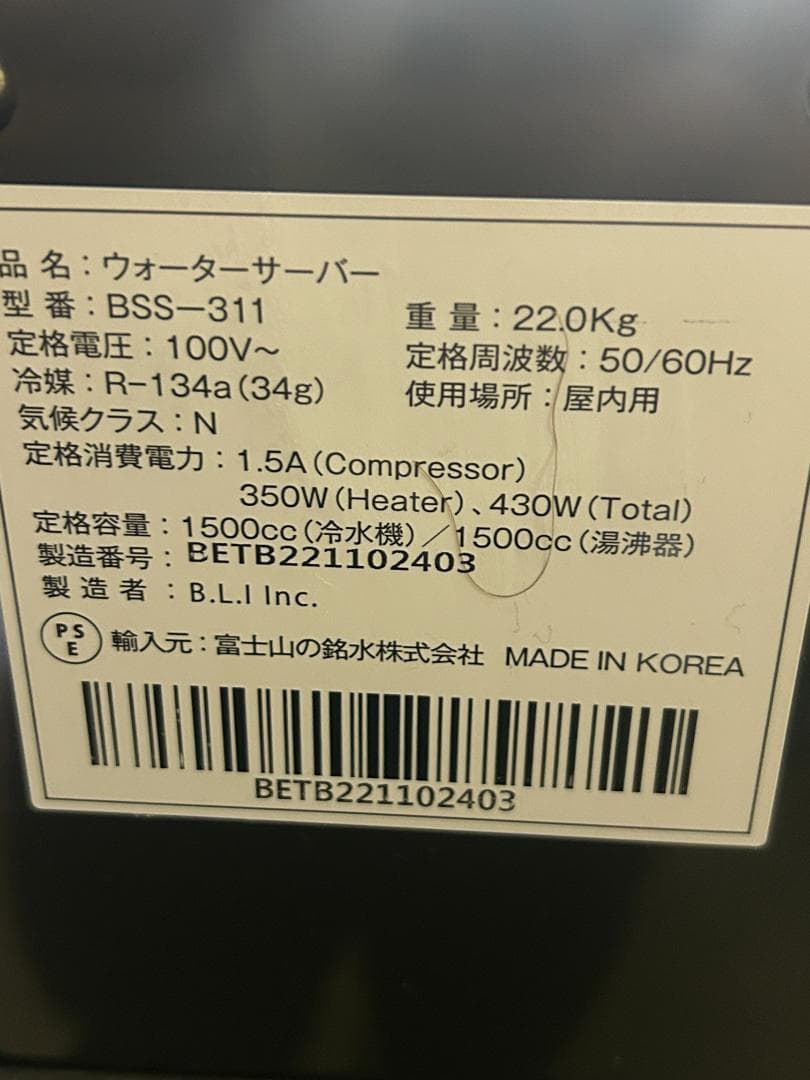 品 名：ウォーターサーバー
型 番：BSS−311 重 量：22.0Kg
定格電圧：100V～ 定格周波数：50/60Hz
冷媒：R−134a（34g） 使用場所：屋内用
気候クラス：N
定格消費電力：1.5A（Compressor）
350W（Heater）、430W（Total）
定格容量：1500cc（冷水機）／1500cc（湯沸器）
製造番号：BETB221102403
製 造 者：B.L.I Inc.
PSE 輸入元：富士山の銘水株式会社 MADE IN KOREA
BETB221102403